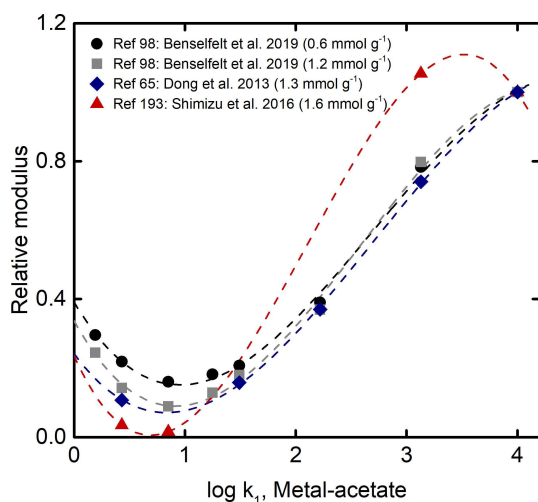 1.2
Ref 98: Benselfelt et al. 2019 (0.6 mmol g⁻¹)
Ref 98: Benselfelt et al. 2019 (1.2 mmol g⁻¹)
Ref 65: Dong et al. 2013 (1.3 mmol g⁻¹)
Ref 193: Shimizu et al. 2016 (1.6 mmol g⁻¹)
0.8
Relative modulus
0.4
0.0
0 1 2 3 4
log k₁, Metal-acetate